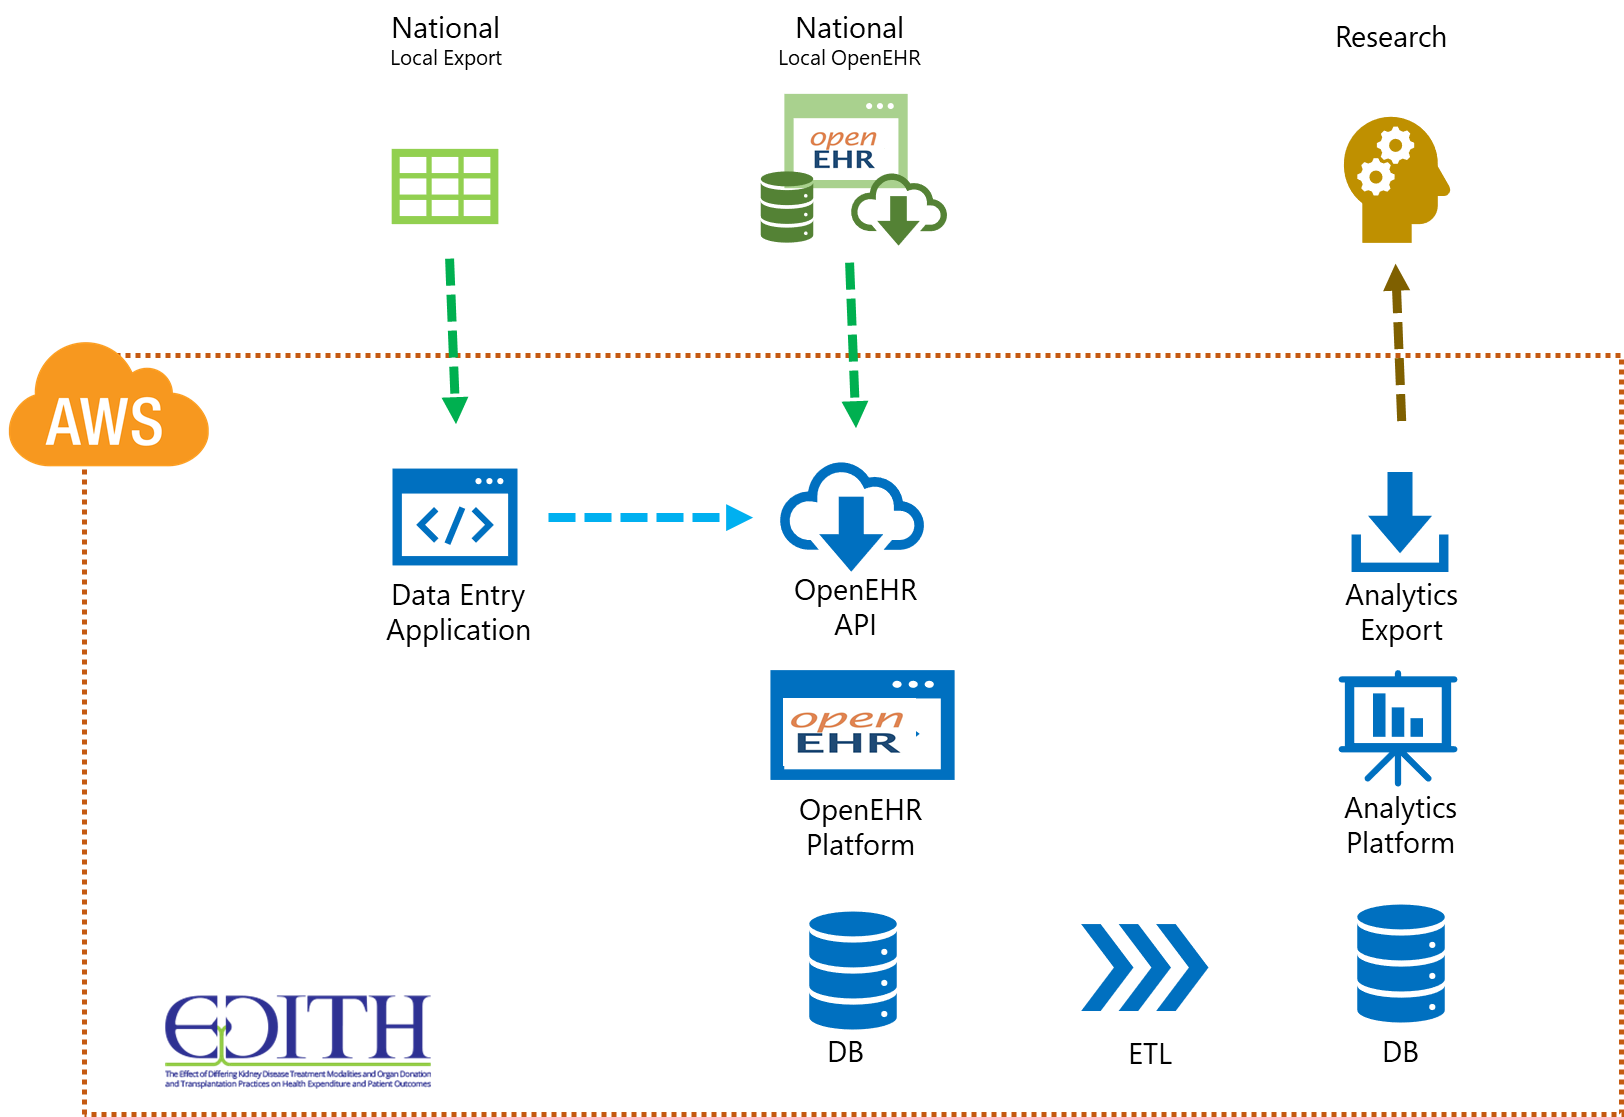 National
Local Export
National
Local OpenEHR
Research
open
EHR
AWS
</>
Data Entry
Application
OpenEHR
API
Analytics
Export
open
EHR
OpenEHR
Platform
Analytics
Platform
DB
ETL
DB
EDITH
The Effect of Differing Kidney Disease Treatment Modalities and Organ Donation
and Transplantation Practices on Health Expenditure and Patient Outcomes